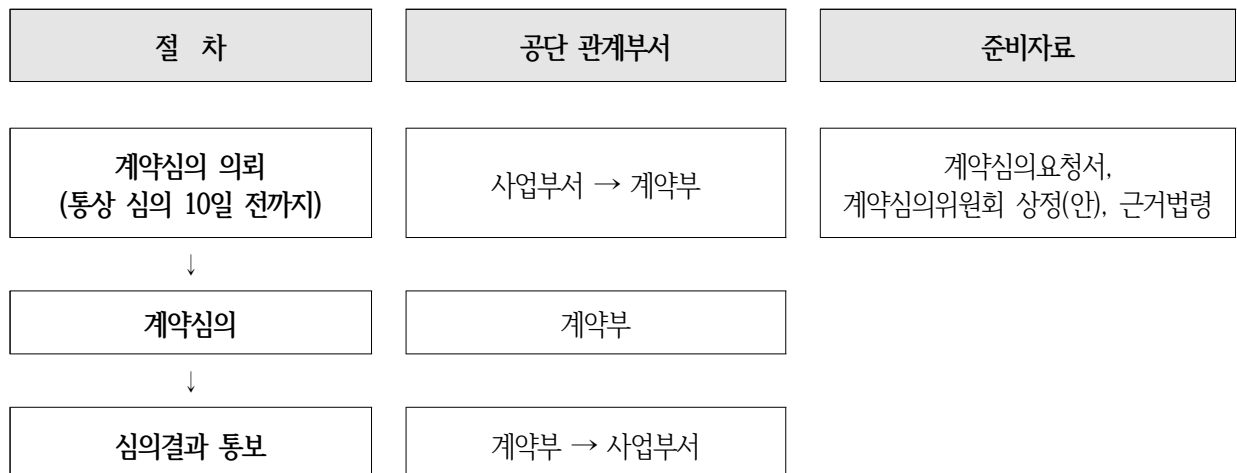 절 차
공단 관계부서
준비자료
계약심의 의뢰
(통상 심의 10일 전까지)
사업부서 → 계약부
계약심의요청서,
계약심의위원회 상정(안), 근거법령
↓
계약심의
계약부
↓
심의결과 통보
계약부 → 사업부서